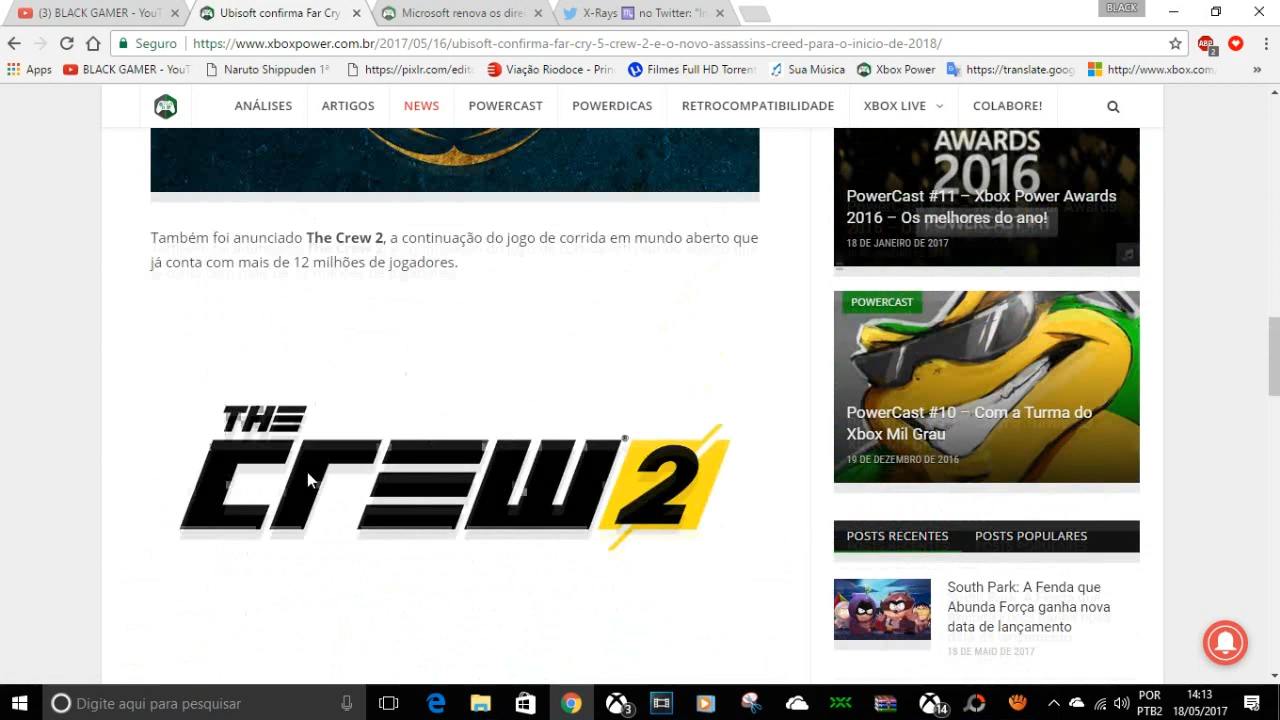 (3) BLACK GAMER - YouT
Ubisoft confirma Far Cry
Microsoft renova os dire
X-Rays no Twitter: "In
BLACK
Seguro
https://www.xboxpower.com.br/2017/05/16/ubisoft-confirma-far-cry-5-crew-2-e-o-novo-assassins-creed-para-o-inicio-de-2018/
ABP
2
Apps
BLACK GAMER - YouT
Naruto Shippuden 1ª
https://pixlr.com/edito
Viação Riodoce - Prin
Filmes Full HD Torrent
Sua Música
Xbox Power
https://translate.goog
http://www.xbox.com
»
ANÁLISES
ARTIGOS
NEWS
POWERCAST
POWERDICAS
RETROCOMPATIBILIDADE
XBOX LIVE
COLABORE!
Também foi anunciado The Crew 2, a continuação do jogo de corrida em mundo aberto que
já conta com mais de 12 milhões de jogadores.
THE
CREW 2
®
AWARDS
2016
PowerCast #11 – Xbox Power Awards
2016 – Os melhores do ano!
18 DE JANEIRO DE 2017
POWERCAST
PowerCast #10 – Com a Turma do
Xbox Mil Grau
19 DE DEZEMBRO DE 2016
POSTS RECENTES
POSTS POPULARES
South Park: A Fenda que
Abunda Força ganha nova
data de lançamento
18 DE MAIO DE 2017
Digite aqui para pesquisar
3
14
POR
PTB2
14:13
18/05/2017